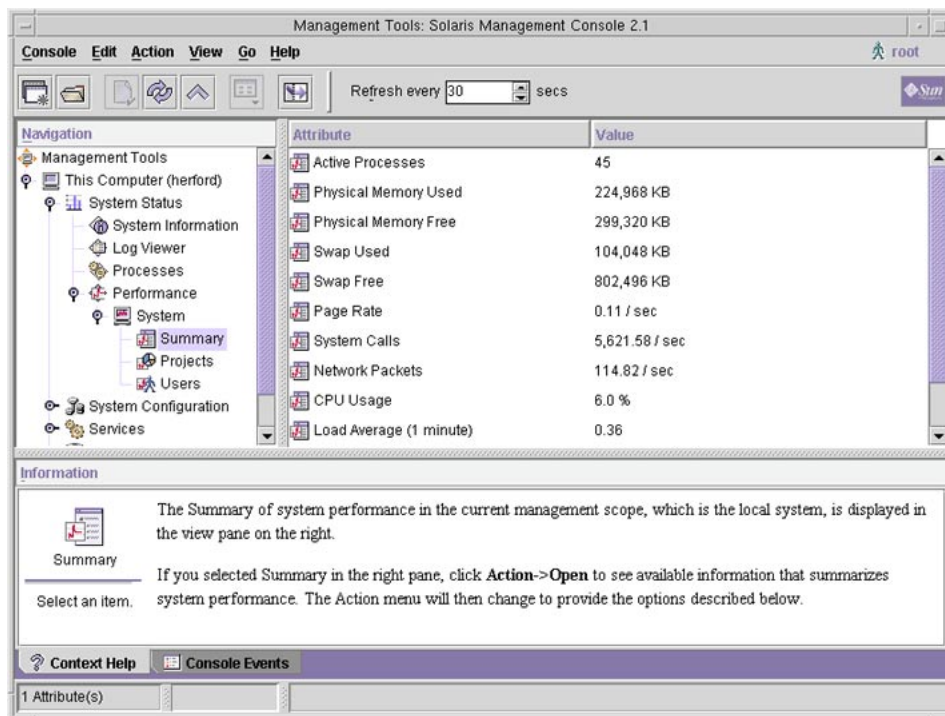 Management Tools: Solaris Management Console 2.1
Console Edit Action View Go Help
root
Refresh every 30 secs
Sun
Navigation
Management Tools
This Computer (herford)
System Status
System Information
Log Viewer
Processes
Performance
System
Summary
Projects
Users
System Configuration
Services
Attribute Value
Active Processes 45
Physical Memory Used 224,968 KB
Physical Memory Free 299,320 KB
Swap Used 104,048 KB
Swap Free 802,496 KB
Page Rate 0.11 / sec
System Calls 5,621.58 / sec
Network Packets 114.82 / sec
CPU Usage 6.0 %
Load Average (1 minute) 0.36
Information
Summary
Select an item.
The Summary of system performance in the current management scope, which is the local system, is displayed in
the view pane on the right.
If you selected Summary in the right pane, click Action->Open to see available information that summarizes
system performance. The Action menu will then change to provide the options described below.
Context Help Console Events
1 Attribute(s)